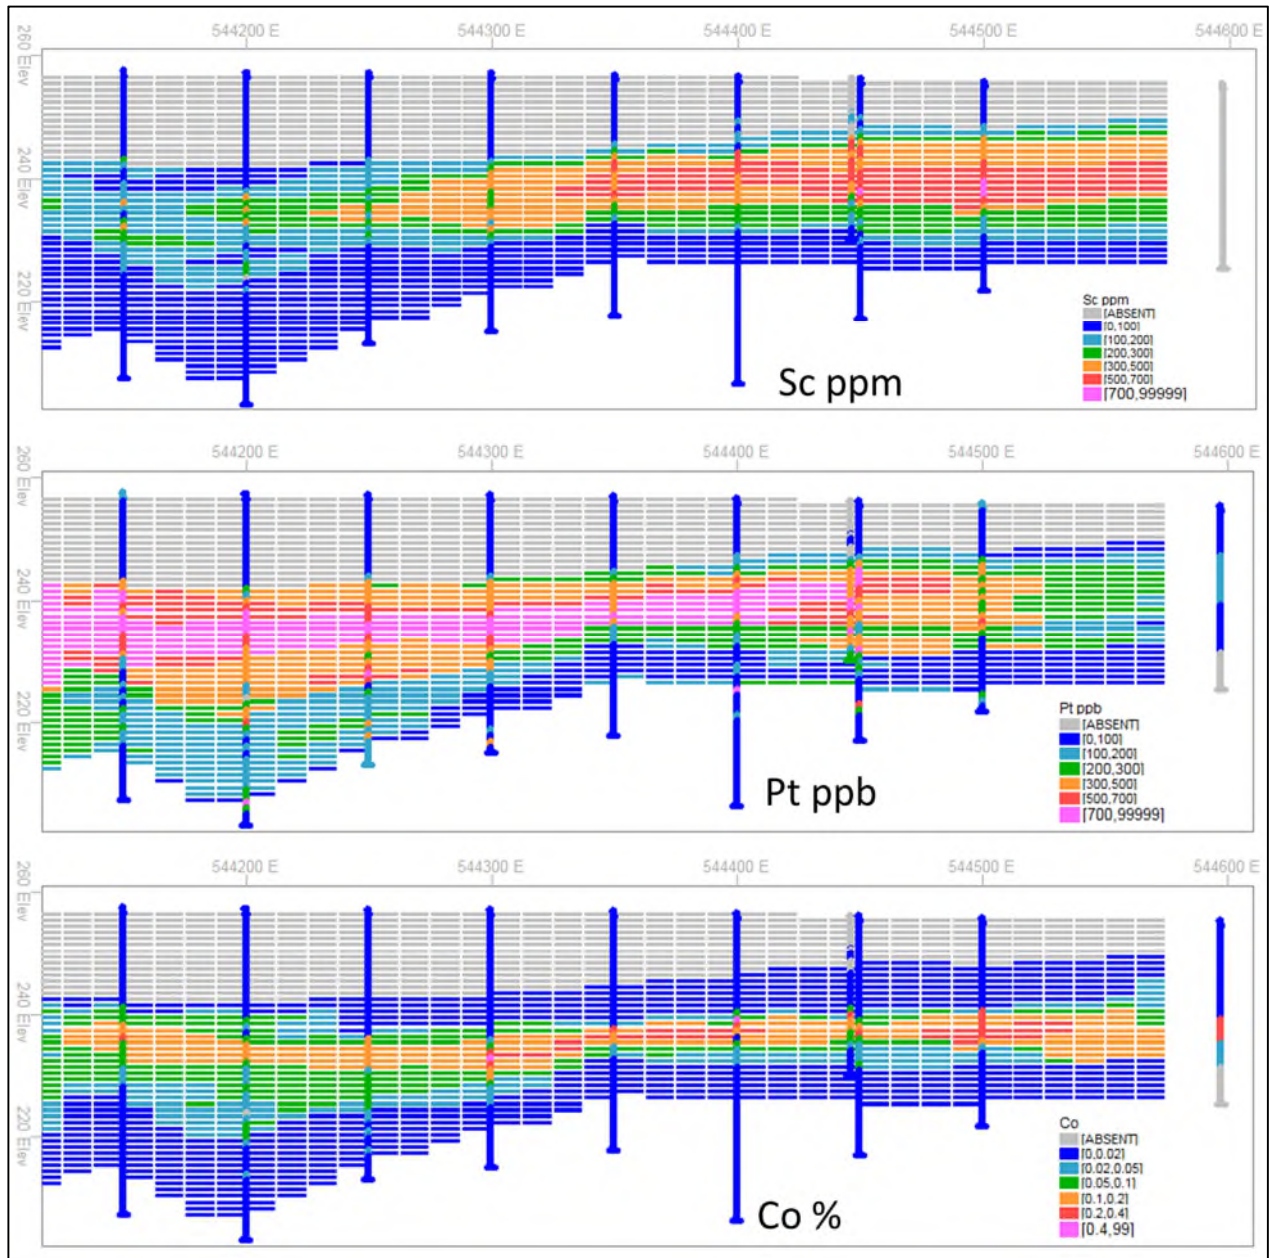 544200 E 544300 E 544400 E 544500 E 544600 E
260 Elev
240 Elev
220 Elev
Sc ppm
[ABSENT]
[0,100]
[100,200]
[200,300]
[300,500]
[500,700]
[700,99999]
Sc ppm
544200 E 544300 E 544400 E 544500 E 544600 E
260 Elev
240 Elev
220 Elev
Pt ppb
[ABSENT]
[0,100]
[100,200]
[200,300]
[300,500]
[500,700]
[700,99999]
Pt ppb
544200 E 544300 E 544400 E 544500 E 544600 E
260 Elev
240 Elev
220 Elev
Co
[ABSENT]
[0,0.02]
[0.02,0.05]
[0.05,0.1]
[0.1,0.2]
[0.2,0.4]
[0.4,99]
Co %